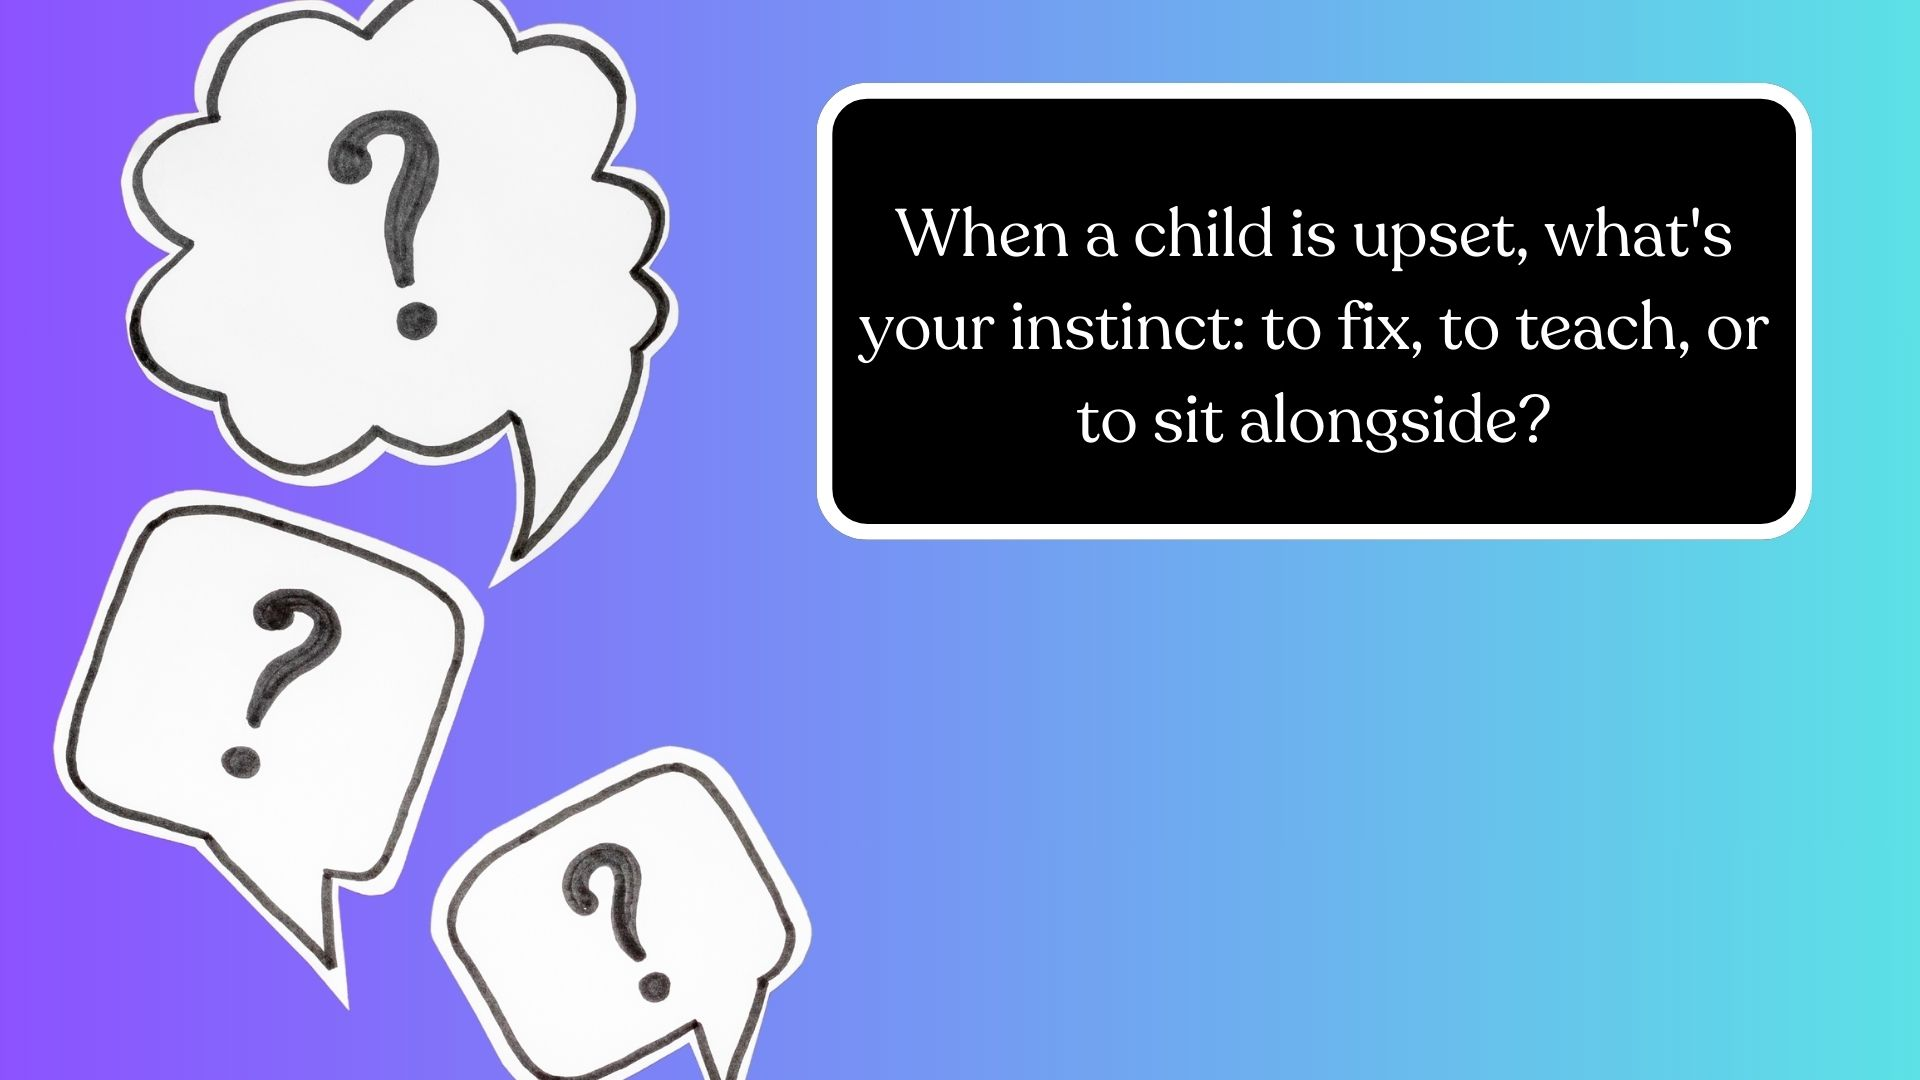 ?
?
?
When a child is upset, what's
your instinct: to fix, to teach, or
to sit alongside?